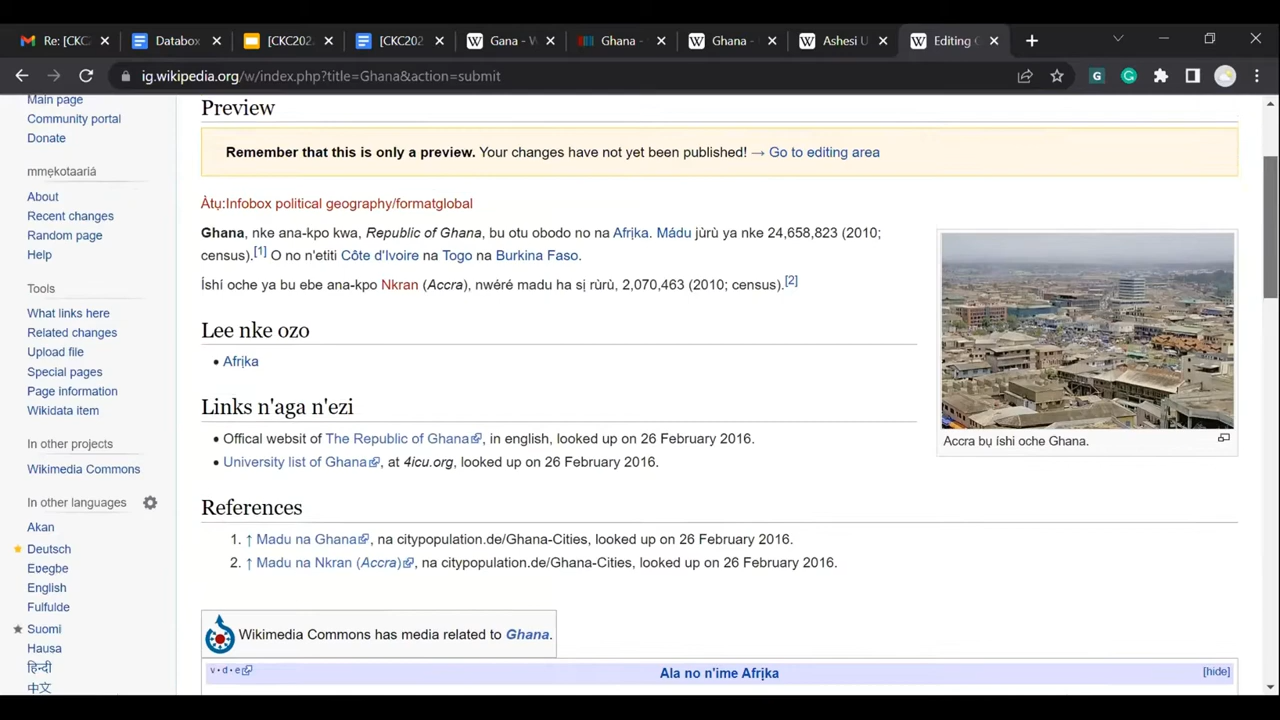 Re: [CKC
Databox
[CKC202
[CKC202
Gana - W
Ghana -
Ghana -
Ashesi U
Editing
ig.wikipedia.org/w/index.php?title=Ghana&action=submit
Main page
Community portal
Donate
mmekọtaarịá
About
Recent changes
Random page
Help
Tools
What links here
Related changes
Upload file
Special pages
Page information
Wikidata item
In other projects
Wikimedia Commons
In other languages
Akan
Deutsch
Eʋegbe
English
Fulfulde
Suomi
Hausa
हिन्दी
中文
Preview
Remember that this is only a preview. Your changes have not yet been published! → Go to editing area
Àtụ:Infobox political geography/formatglobal
Ghana, nke ana-kpo kwa, Republic of Ghana, bu otu obodo no na Afrịka. Mádu jùrù ya nke 24,658,823 (2010;
census).[1] O no n'etiti Côte d'Ivoire na Togo na Burkina Faso.
Íshí oche ya bu ebe ana-kpo Nkran (Accra), nwéré madu ha sị rùrù, 2,070,463 (2010; census).[2]
Accra bụ íshi oche Ghana.
Lee nke ozo
• Afrịka
Links n'aga n'ezi
• Offical websit of The Republic of Ghana, in english, looked up on 26 February 2016.
• University list of Ghana, at 4icu.org, looked up on 26 February 2016.
References
1. ↑ Madu na Ghana, na citypopulation.de/Ghana-Cities, looked up on 26 February 2016.
2. ↑ Madu na Nkran (Accra), na citypopulation.de/Ghana-Cities, looked up on 26 February 2016.
Wikimedia Commons has media related to Ghana.
v • d • e Ala no n'ime Afrịka [hide]